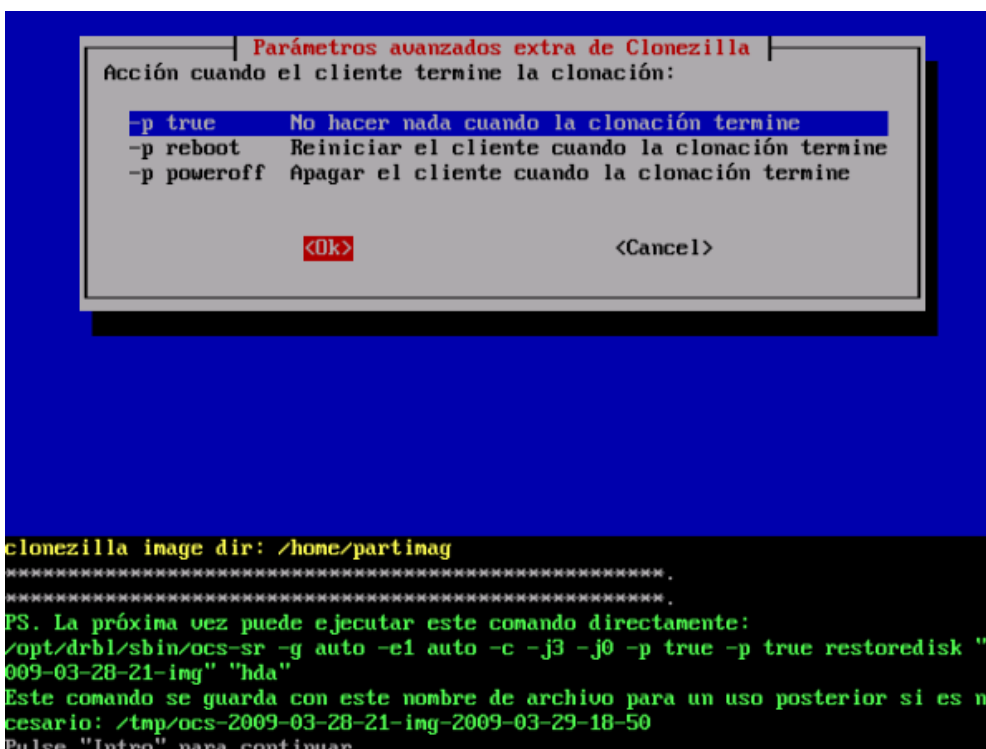 Parámetros avanzados extra de Clonezilla
Acción cuando el cliente termine la clonación:
-p true No hacer nada cuando la clonación termine
-p reboot Reiniciar el cliente cuando la clonación termine
-p poweroff Apagar el cliente cuando la clonación termine
<Ok> <Cancel>
clonezilla image dir: /home/partimag
*****************************************************.
*****************************************************.
PS. La próxima vez puede ejecutar este comando directamente:
/opt/drbl/sbin/ocs-sr -g auto -e1 auto -c -j3 -j0 -p true -p true restoredisk "
009-03-28-21-img" "hda"
Este comando se guarda con este nombre de archivo para un uso posterior si es n
cesario: /tmp/ocs-2009-03-28-21-img-2009-03-29-18-50
Pulse "Intro" para continuar